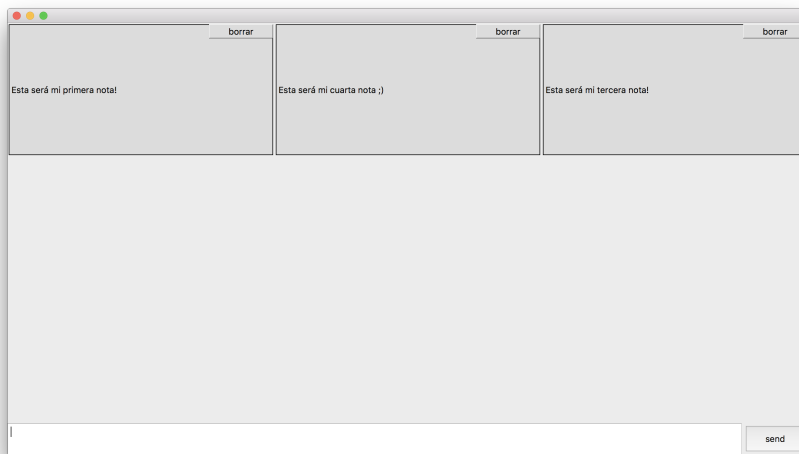 borrar
Esta será mi primera nota!
borrar
Esta será mi cuarta nota ;)
borrar
Esta será mi tercera nota!
send